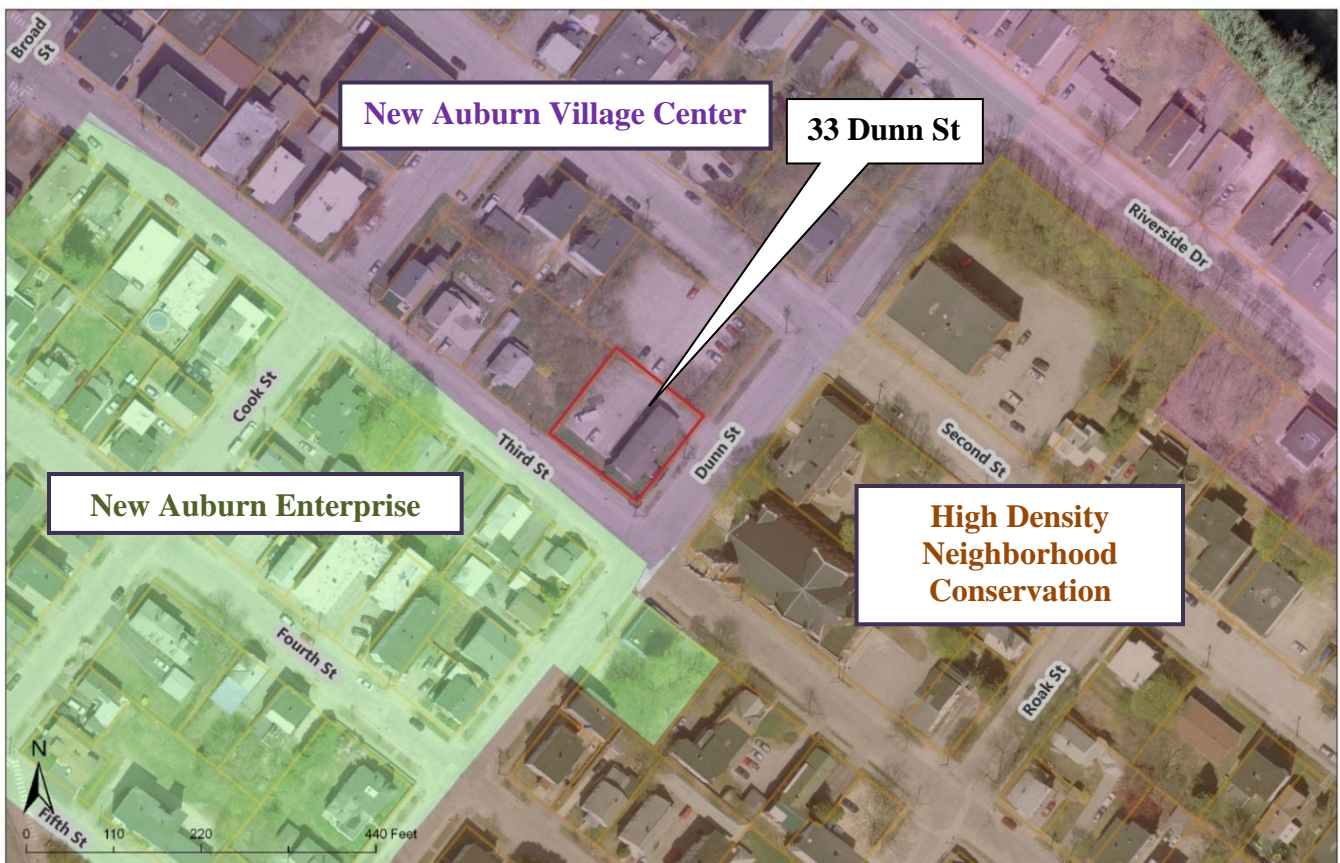 Broad
St
New Auburn Village Center
33 Dunn St
Riverside Dr
Cook St
Third St
Dunn St
Second St
New Auburn Enterprise
High Density
Neighborhood
Conservation
Fourth St
Roak St
N
Fifth St
0 110 220 440 Feet